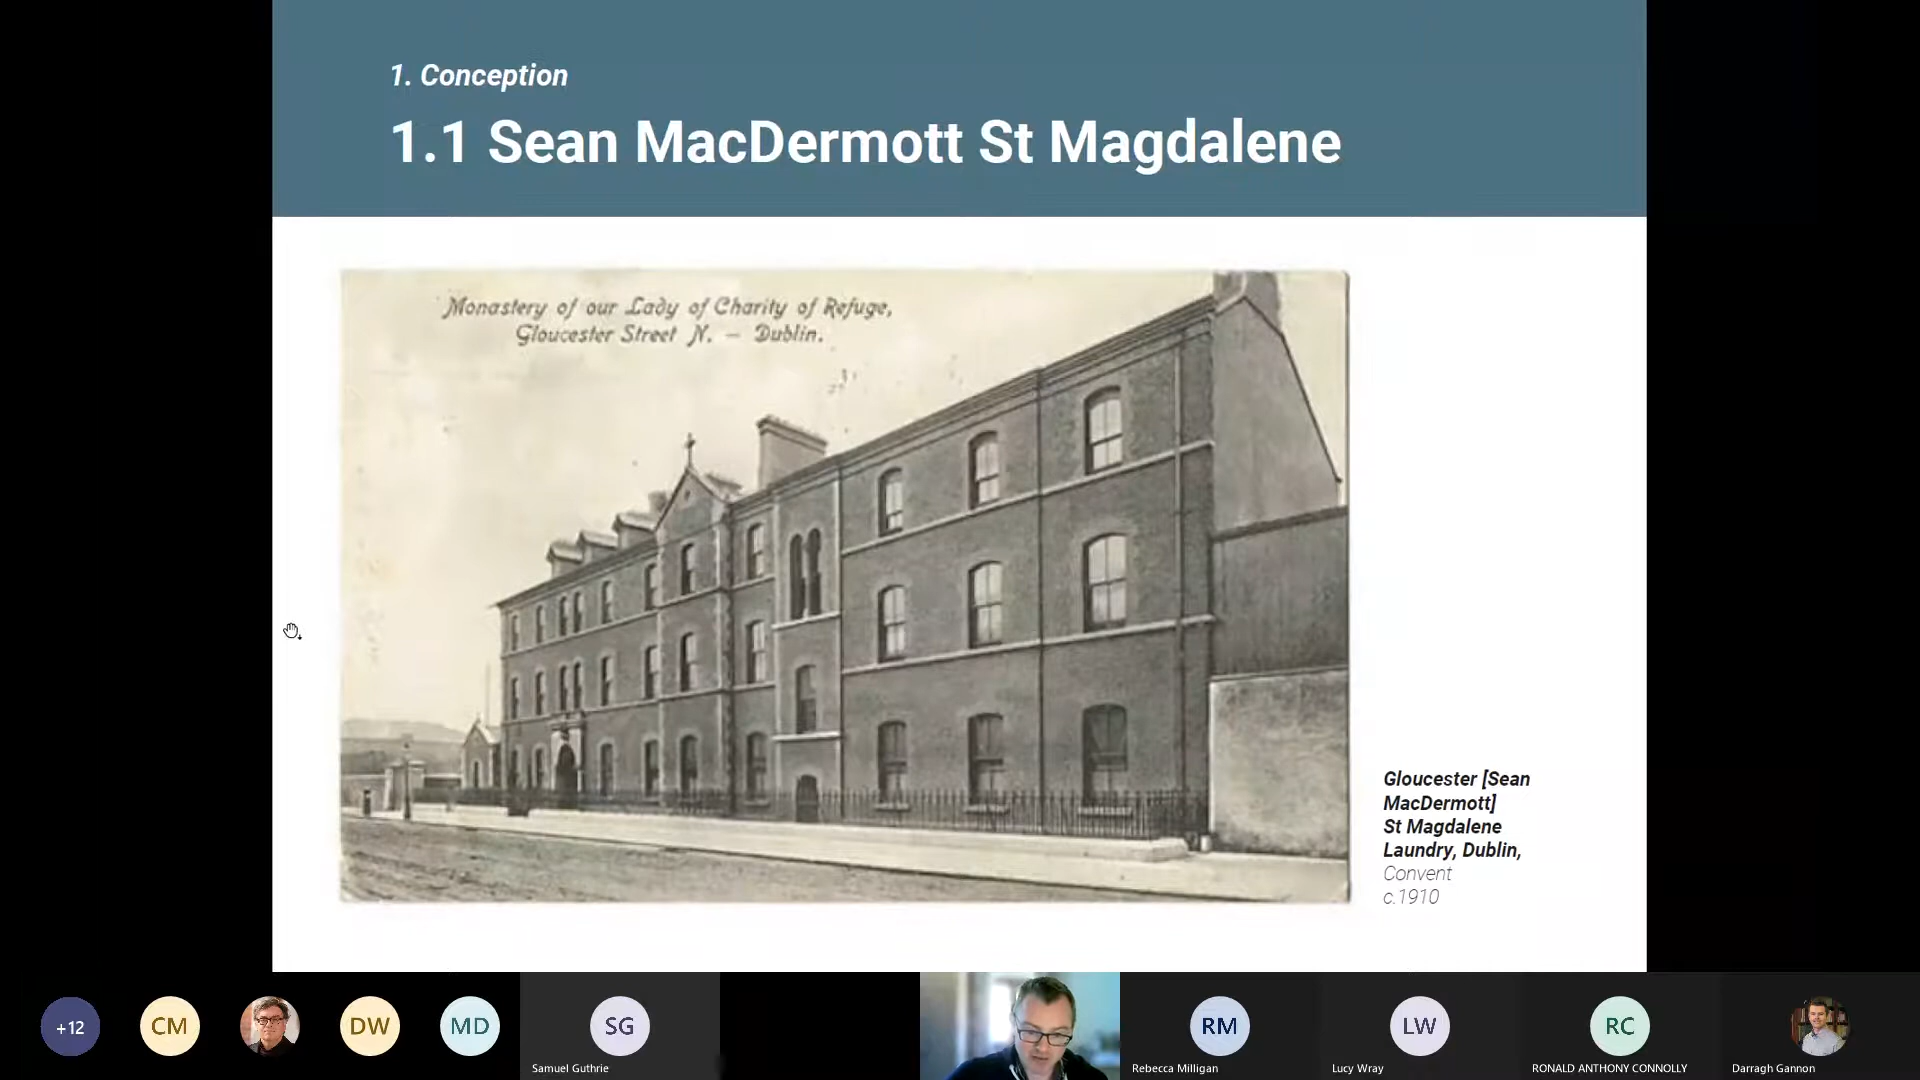 1. Conception
1.1 Sean MacDermott St Magdalene
Monastery of our Lady of Charity of Refuge,
Gloucester Street N. – Dublin.
Gloucester [Sean
MacDermott]
St Magdalene
Laundry, Dublin,
Convent
c.1910
+12
CM
DW
MD
SG
RM
LW
RC
Samuel Guthrie
Rebecca Milligan
Lucy Wray
RONALD ANTHONY CONNOLLY
Darragh Gannon